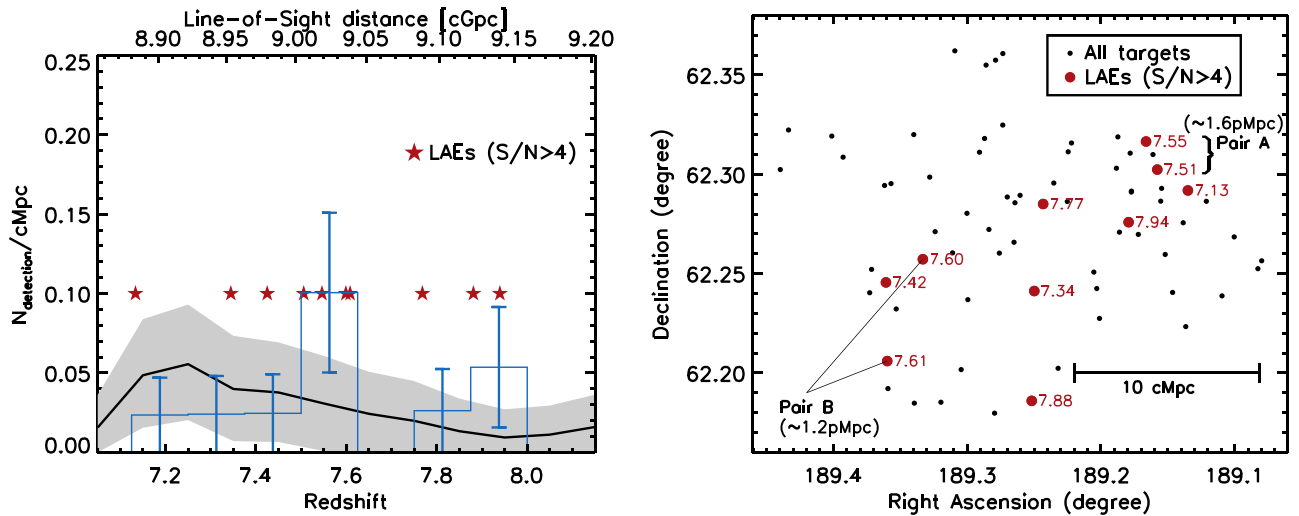 Line-of-Sight distance [cGpc]
8.90 8.95 9.00 9.05 9.10 9.15 9.20
0.25
0.20
0.15
0.10
0.05
0.00
N_detection/cMpc
LAEs (S/N>4)
7.2 7.4 7.6 7.8 8.0
Redshift
62.35
62.30
62.25
62.20
Declination (degree)
All targets
LAEs (S/N>4)
(~1.6pMpc)
7.55
} Pair A
7.51
7.13
7.77
7.94
7.60
7.42
7.34
7.61
10 cMpc
7.88
Pair B
(~1.2pMpc)
189.4 189.3 189.2 189.1
Right Ascension (degree)